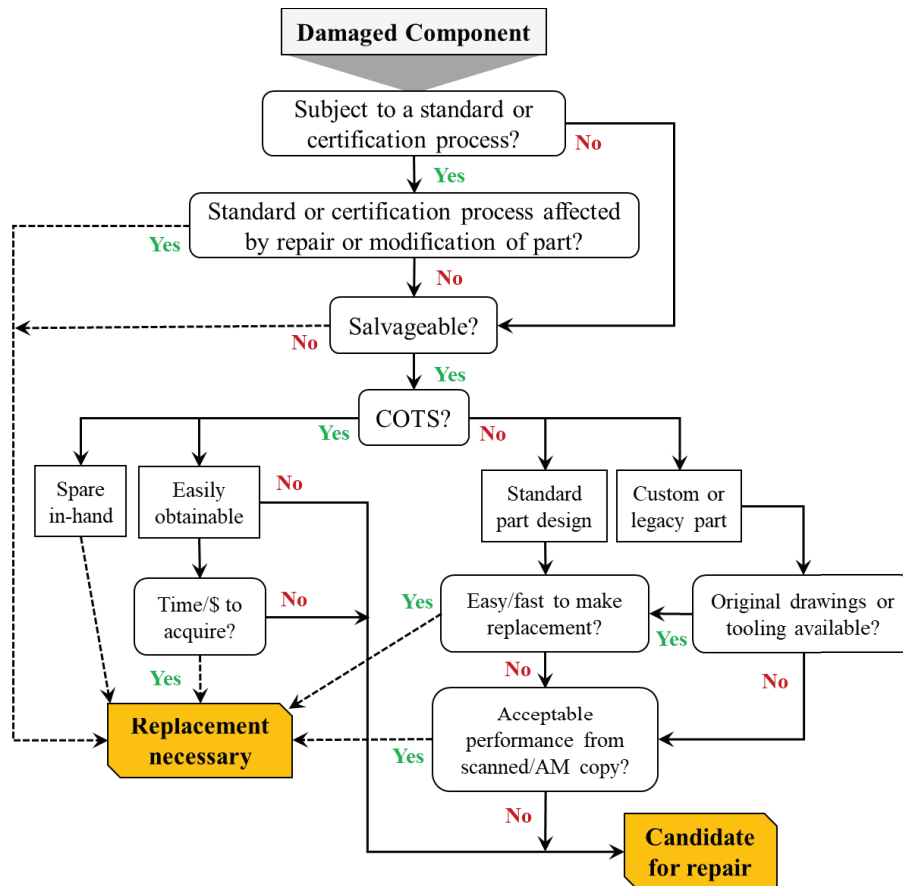 Damaged Component
Subject to a standard or
certification process?
No
Yes
Standard or certification process affected
by repair or modification of part?
Yes
No
Salvageable?
No
Yes
COTS?
Yes
No
Spare
in-hand
Easily
obtainable
No
Standard
part design
Custom or
legacy part
Time/$ to
acquire?
No
Yes
Easy/fast to make
replacement?
Yes
No
Original drawings or
tooling available?
Yes
No
Replacement
necessary
Acceptable
performance from
scanned/AM copy?
Yes
No
Candidate
for repair